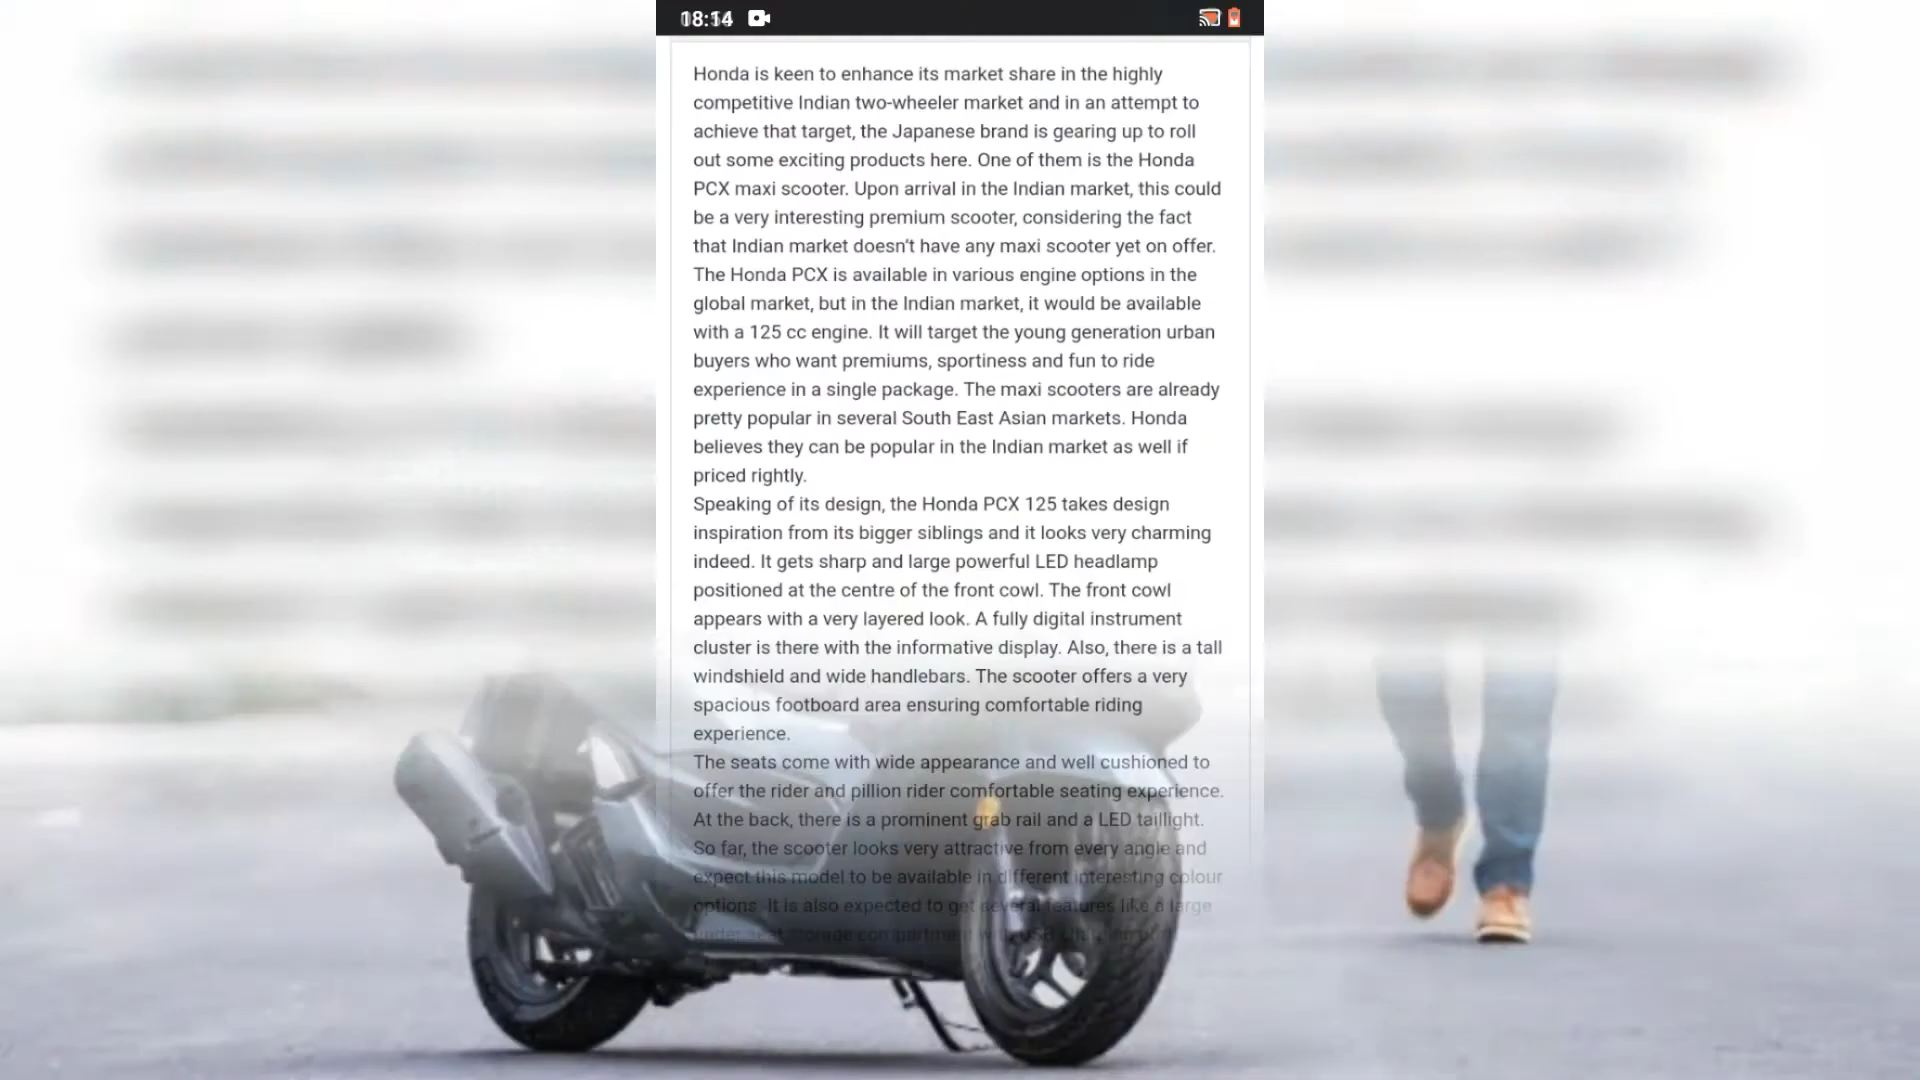 18:14
Honda is keen to enhance its market share in the highly
competitive Indian two-wheeler market and in an attempt to
achieve that target, the Japanese brand is gearing up to roll
out some exciting products here. One of them is the Honda
PCX maxi scooter. Upon arrival in the Indian market, this could
be a very interesting premium scooter, considering the fact
that Indian market doesn't have any maxi scooter yet on offer.
The Honda PCX is available in various engine options in the
global market, but in the Indian market, it would be available
with a 125 cc engine. It will target the young generation urban
buyers who want premiums, sportiness and fun to ride
experience in a single package. The maxi scooters are already
pretty popular in several South East Asian markets. Honda
believes they can be popular in the Indian market as well if
priced rightly.
Speaking of its design, the Honda PCX 125 takes design
inspiration from its bigger siblings and it looks very charming
indeed. It gets sharp and large powerful LED headlamp
positioned at the centre of the front cowl. The front cowl
appears with a very layered look. A fully digital instrument
cluster is there with the informative display. Also, there is a tall
windshield and wide handlebars. The scooter offers a very
spacious footboard area ensuring comfortable riding
experience.
The seats come with wide appearance and well cushioned to
offer the rider and pillion rider comfortable seating experience.
At the back, there is a prominent grab rail and a LED taillight.
So far, the scooter looks very attractive from every angle and
expect this model to be available in different interesting colour
options. It is also expected to get several features like a large
under seat storage compartment with USB